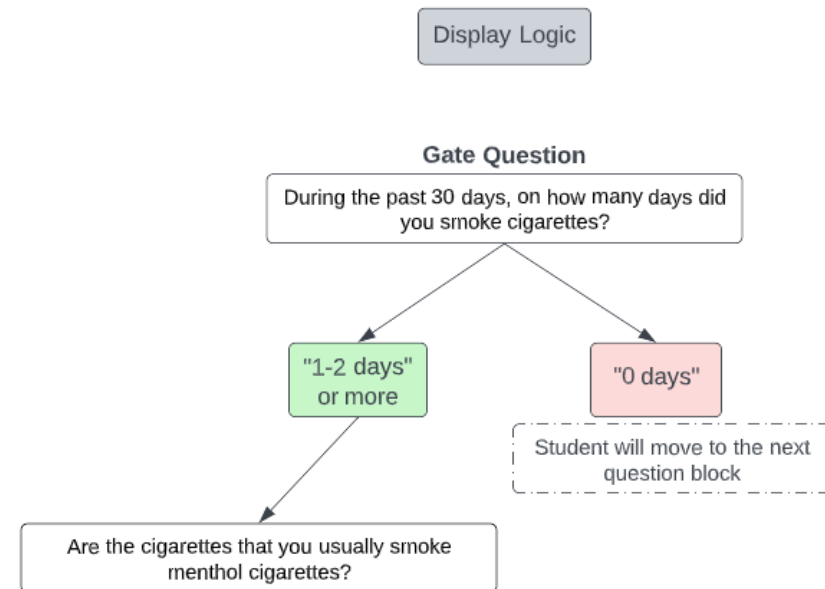 Display Logic
Gate Question
During the past 30 days, on how many days did
you smoke cigarettes?
"1-2 days"
or more
"0 days"
Student will move to the next
question block
Are the cigarettes that you usually smoke
menthol cigarettes?